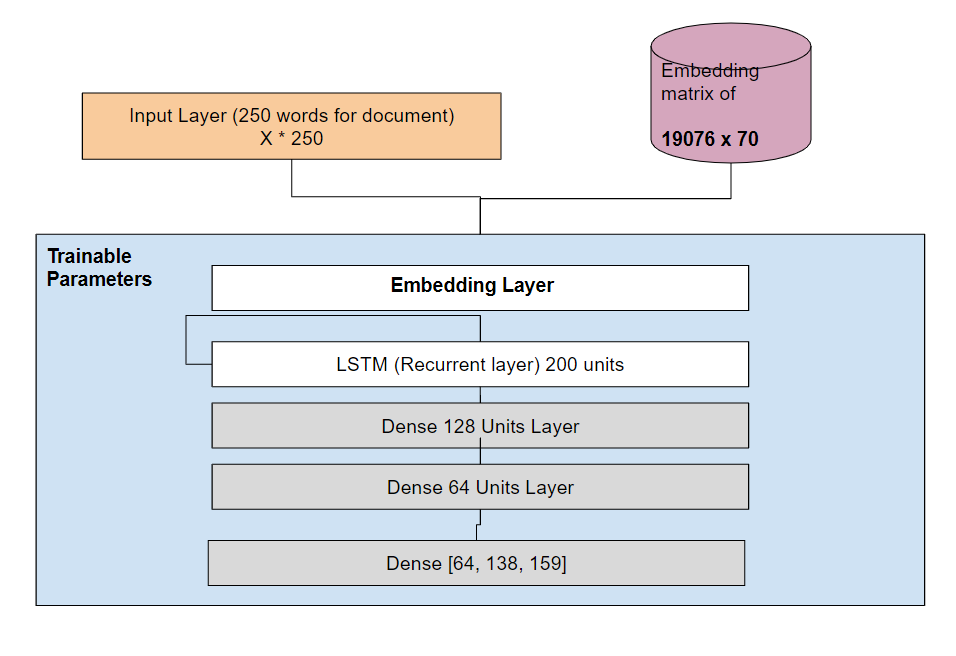 Input Layer (250 words for document)
X * 250
Embedding
matrix of
19076 x 70
Trainable
Parameters
Embedding Layer
LSTM (Recurrent layer) 200 units
Dense 128 Units Layer
Dense 64 Units Layer
Dense [64, 138, 159]